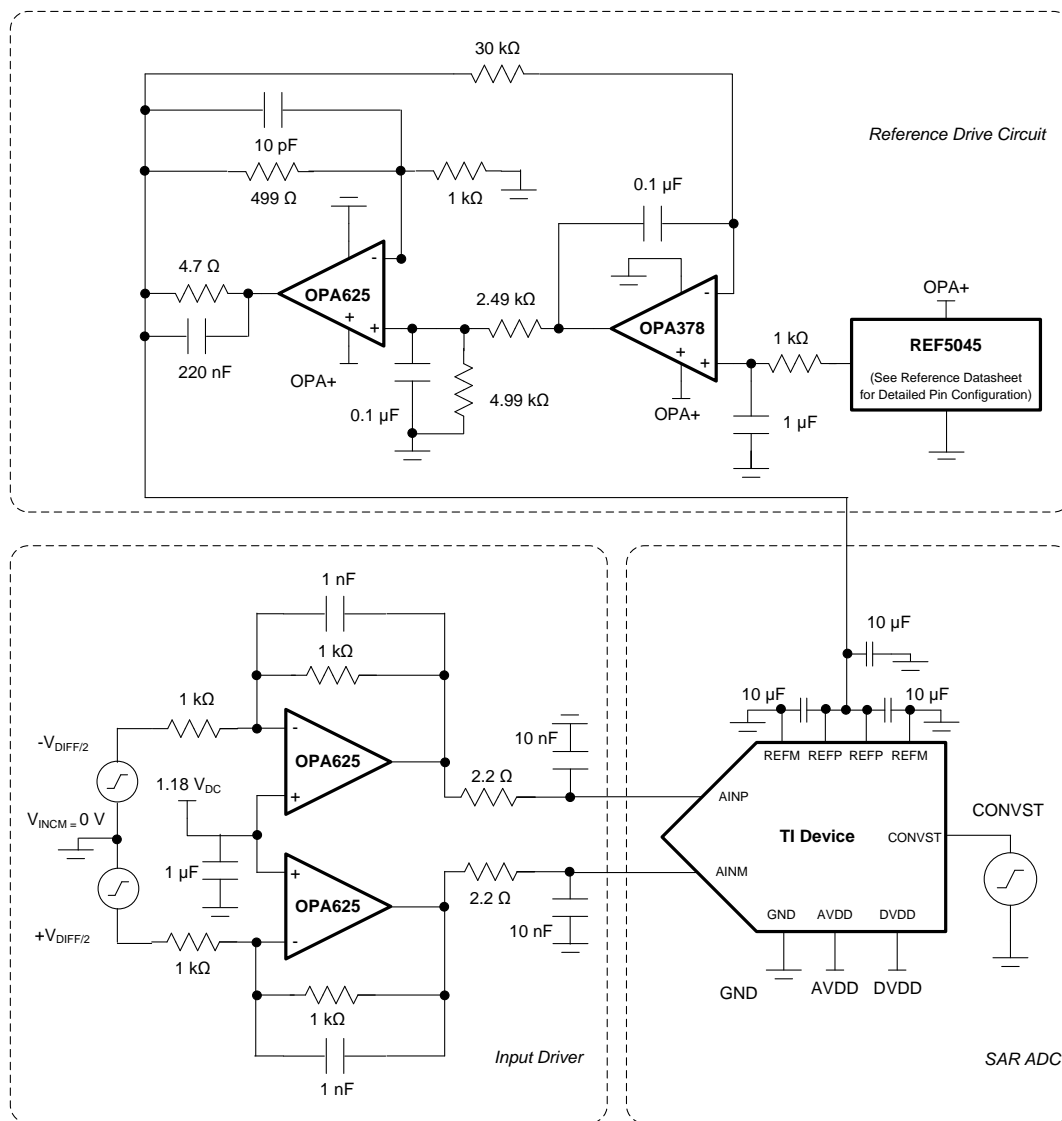 30 kΩ
Reference Drive Circuit
10 pF
499 Ω
1 kΩ
0.1 µF
4.7 Ω
220 nF
-
OPA625
+
+
OPA+
2.49 kΩ
0.1 µF
4.99 kΩ
-
OPA378
+
+
OPA+
1 kΩ
1 µF
OPA+
REF5045
(See Reference Datasheet
for Detailed Pin Configuration)
1 nF
1 kΩ
1 kΩ
-VDIFF/2
-
OPA625
+
1.18 VDC
VINCM = 0 V
1 µF
+
OPA625
-
+VDIFF/2
1 kΩ
1 kΩ
1 nF
2.2 Ω
10 nF
2.2 Ω
10 nF
Input Driver
10 µF
10 µF
10 µF
REFM
REFP
REFP
REFM
AINP
TI Device
CONVST
AINM
GND
AVDD
DVDD
CONVST
GND
AVDD
DVDD
SAR ADC